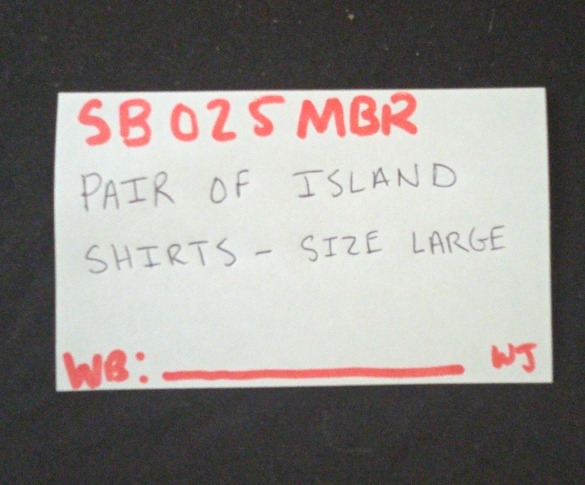 SB025MBR
PAIR OF ISLAND
SHIRTS - SIZE LARGE
WB: WJ